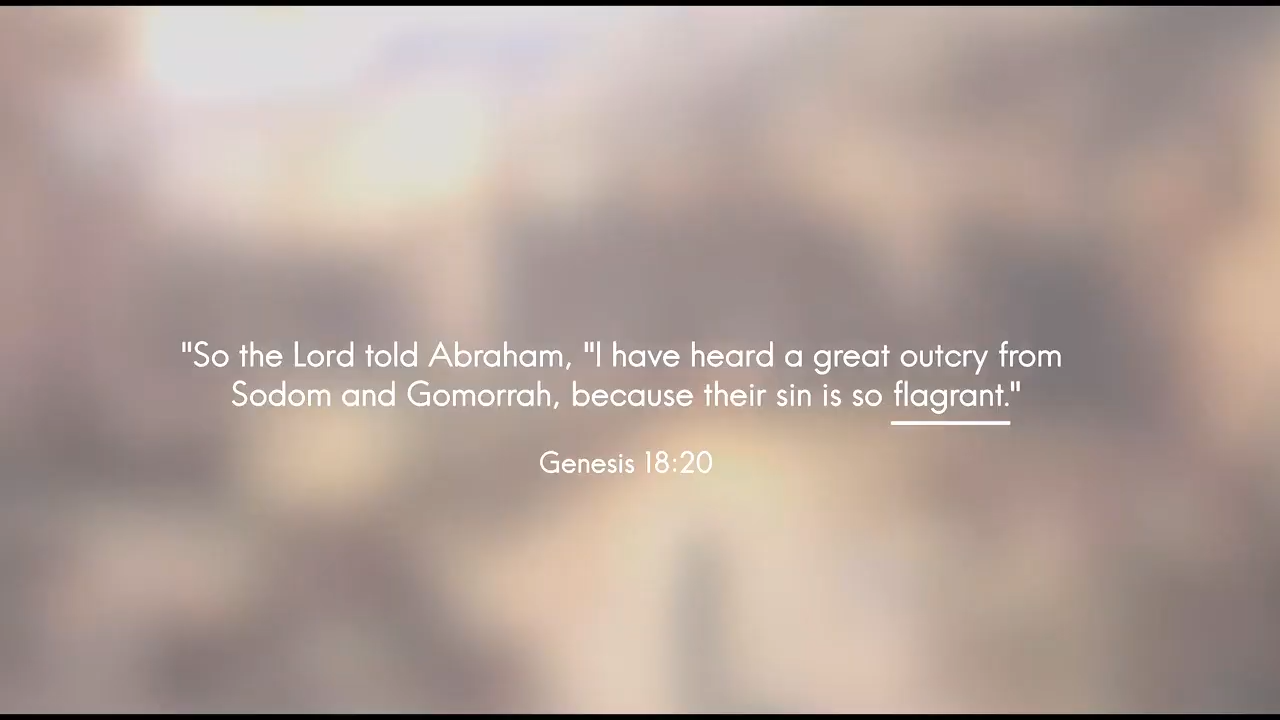 "So the Lord told Abraham, "I have heard a great outcry from
Sodom and Gomorrah, because their sin is so flagrant."
Genesis 18:20